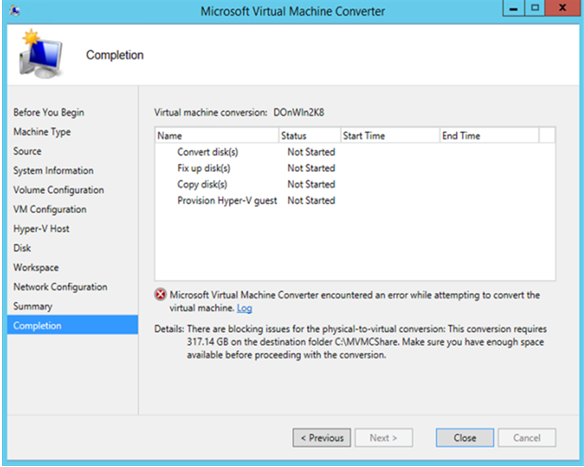 Microsoft Virtual Machine Converter
Completion
Before You Begin
Machine Type
Source
System Information
Volume Configuration
VM Configuration
Hyper-V Host
Disk
Workspace
Network Configuration
Summary
Completion
Virtual machine conversion: DOnWIn2K8
Name Status Start Time End Time
Convert disk(s) Not Started
Fix up disk(s) Not Started
Copy disk(s) Not Started
Provision Hyper-V guest Not Started
Microsoft Virtual Machine Converter encountered an error while attempting to convert the
virtual machine. Log
Details: There are blocking issues for the physical-to-virtual conversion: This conversion requires
317.14 GB on the destination folder C:\MVMCShare. Make sure you have enough space
available before proceeding with the conversion.
< Previous Next > Close Cancel